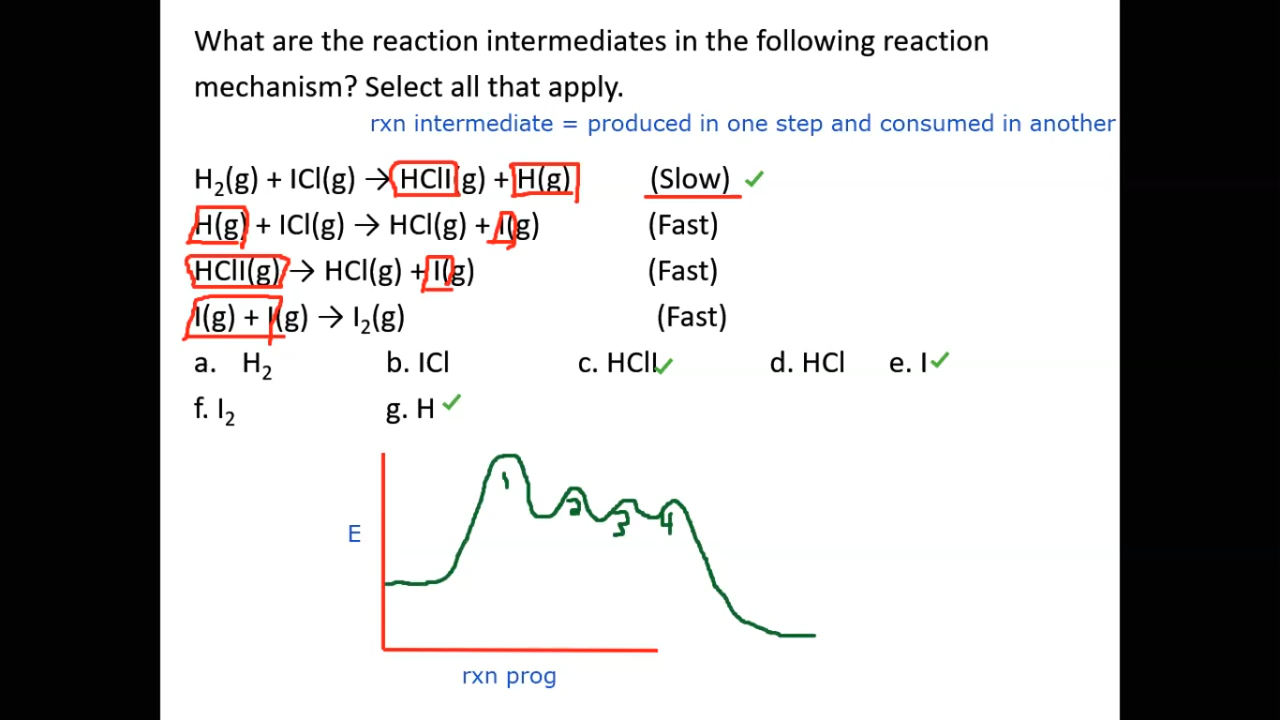 What are the reaction intermediates in the following reaction
mechanism? Select all that apply.
rxn intermediate = produced in one step and consumed in another
H₂(g) + ICl(g) → HClI(g) + H(g) (Slow) ✓
H(g) + ICl(g) → HCl(g) + I(g) (Fast)
HClI(g) → HCl(g) + I(g) (Fast)
I(g) + I(g) → I₂(g) (Fast)
a. H₂ b. ICl c. HClI ✓ d. HCl e. I ✓
f. I₂ g. H ✓
1
2 3 4
E
rxn prog